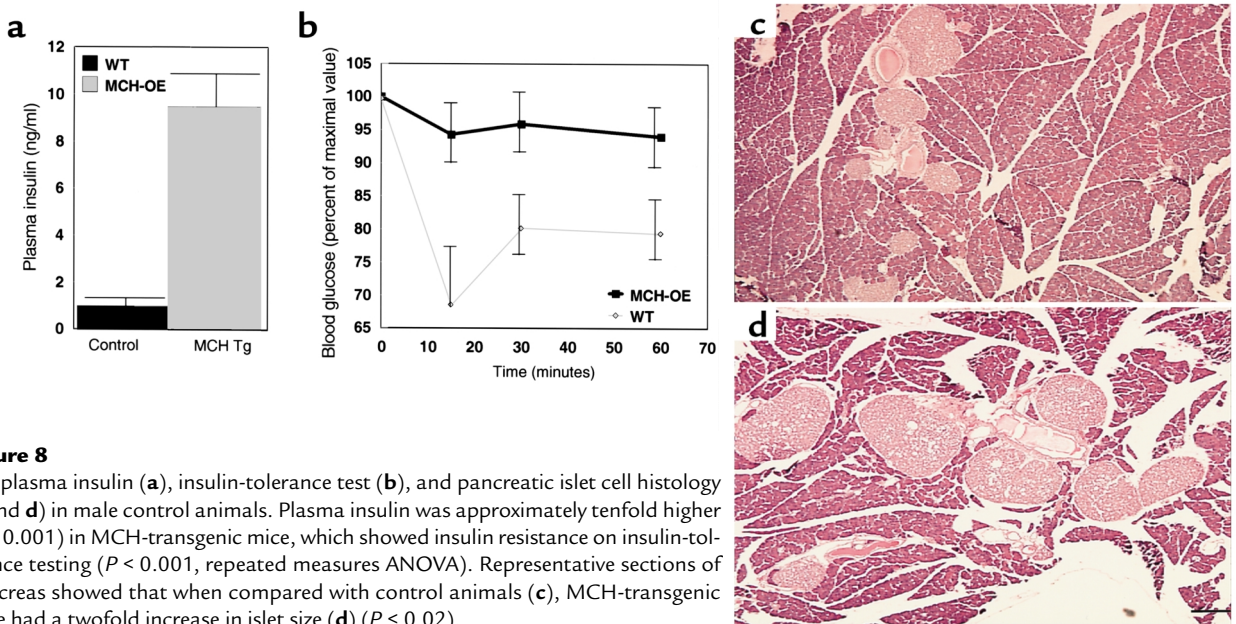 a
12
10
8
6
4
2
0
Plasma insulin (ng/ml)
WT
MCH-OE
Control MCH Tg
b
105
100
95
90
85
80
75
70
65
Blood glucose (percent of maximal value)
MCH-OE
WT
0 10 20 30 40 50 60 70
Time (minutes)
c
d
ure 8
plasma insulin (a), insulin-tolerance test (b), and pancreatic islet cell histology
nd d) in male control animals. Plasma insulin was approximately tenfold higher
0.001) in MCH-transgenic mice, which showed insulin resistance on insulin-tol-
nce testing (P < 0.001, repeated measures ANOVA). Representative sections of
creas showed that when compared with control animals (c), MCH-transgenic
e had a twofold increase in islet size (d) (P < 0.02)